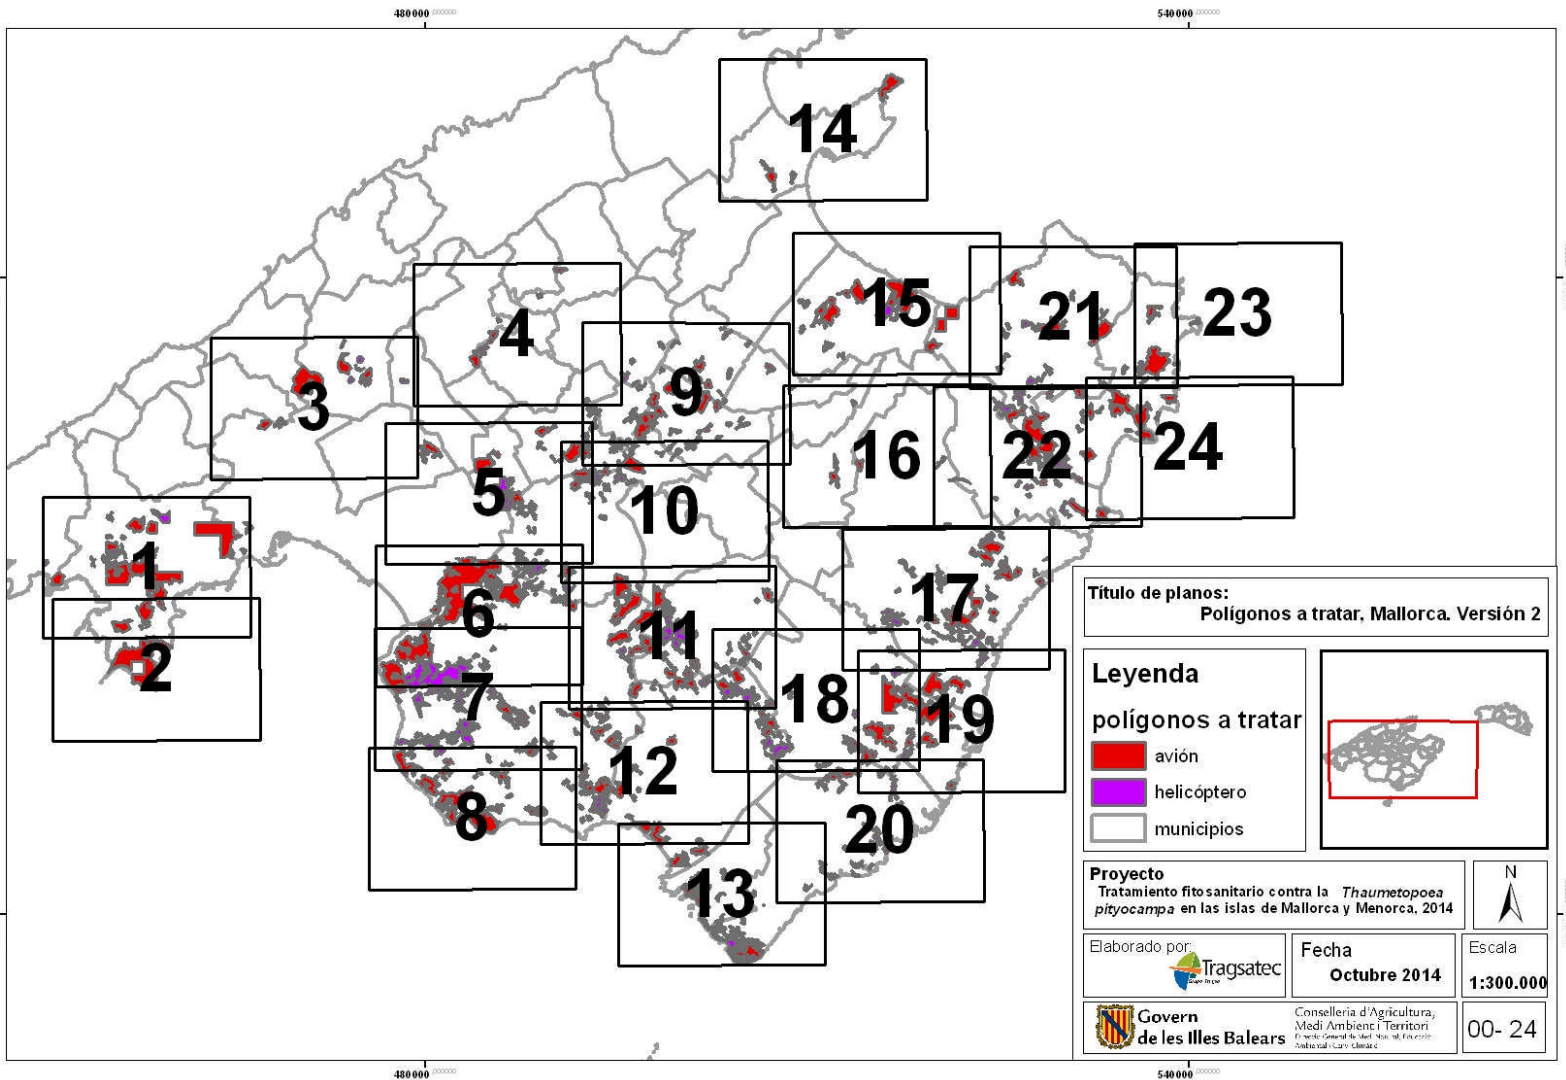 480000 540000
14
15
21
23
4
3
9
16
22
24
5
10
1
6
17
11
2
7
18
19
12
8
20
13
Título de planos:
Polígonos a tratar, Mallorca. Versión 2
Leyenda
polígonos a tratar
avión
helicóptero
municipios
Proyecto
Tratamiento fitosanitario contra la Thaumetopoea
pityocampa en las islas de Mallorca y Menorca, 2014
N
Elaborado por:
Tragsatec
Fecha
Octubre 2014
Escala
1:300.000
Govern
de les Illes Balears
Conselleria d'Agricultura,
Medi Ambient i Territori
00- 24
480000 540000